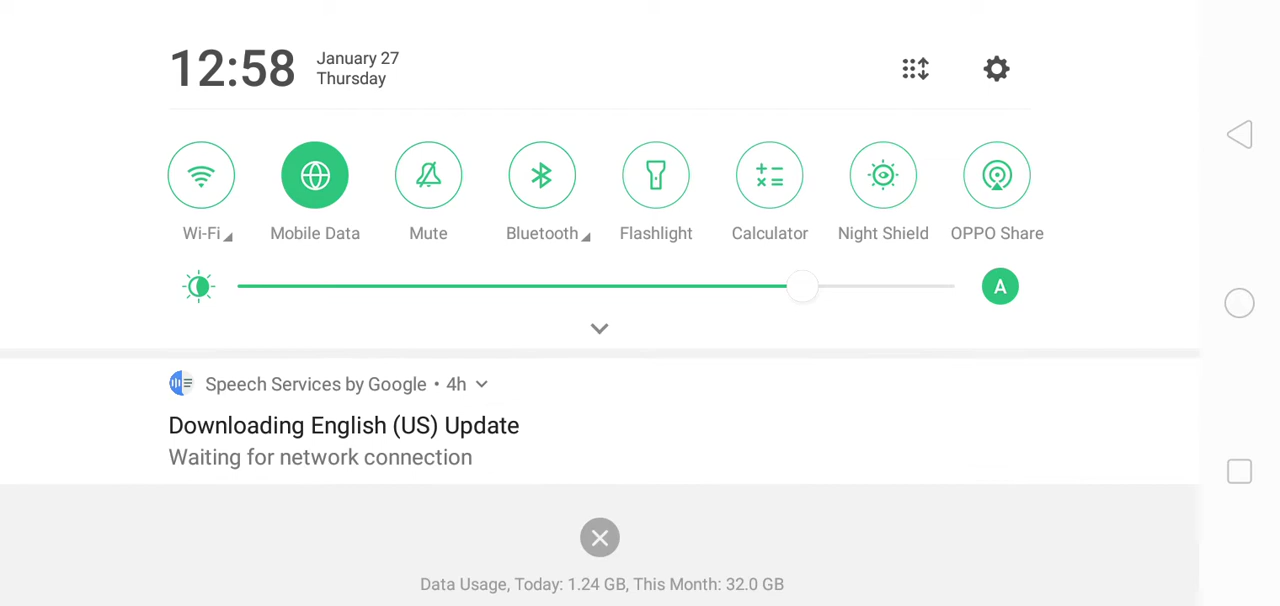 12:58
January 27
Thursday
Wi-Fi Mobile Data Mute Bluetooth Flashlight Calculator Night Shield OPPO Share
A
Speech Services by Google • 4h
Downloading English (US) Update
Waiting for network connection
Data Usage, Today: 1.24 GB, This Month: 32.0 GB